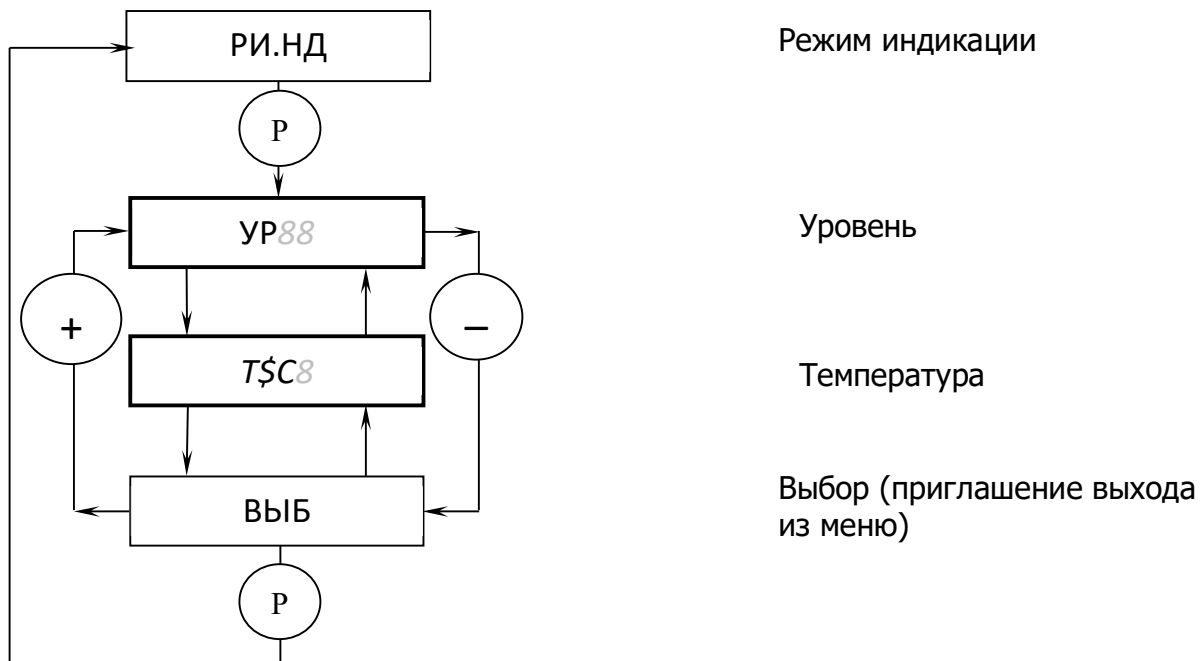 РИ.НД
Режим индикации
Р
УР88
Уровень
+
–
T$C8
Температура
ВЫБ
Выбор (приглашение выхода
из меню)
Р